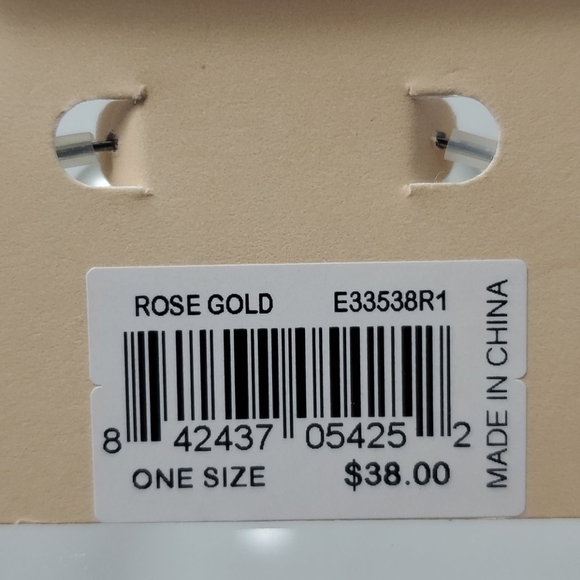 ROSE GOLD E33538R1
8 42437 05425 2
ONE SIZE $38.00
MADE IN CHINA